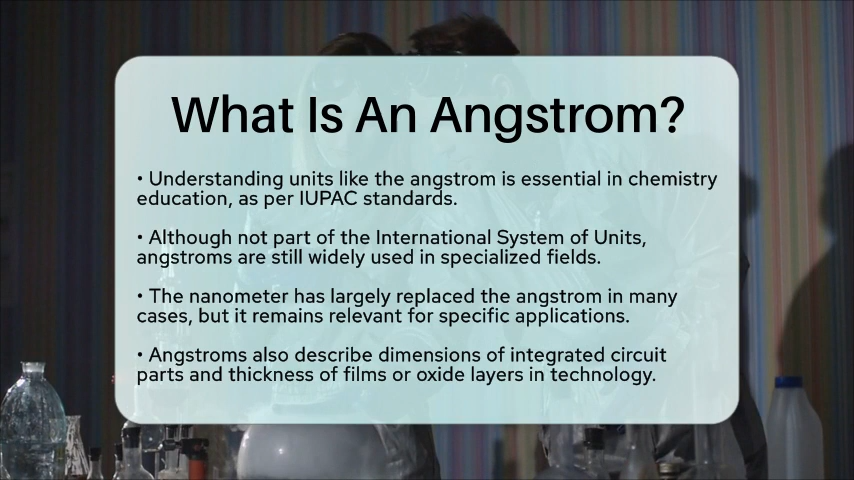 What Is An Angstrom?
• Understanding units like the angstrom is essential in chemistry
education, as per IUPAC standards.
• Although not part of the International System of Units,
angstroms are still widely used in specialized fields.
• The nanometer has largely replaced the angstrom in many
cases, but it remains relevant for specific applications.
• Angstroms also describe dimensions of integrated circuit
parts and thickness of films or oxide layers in technology.